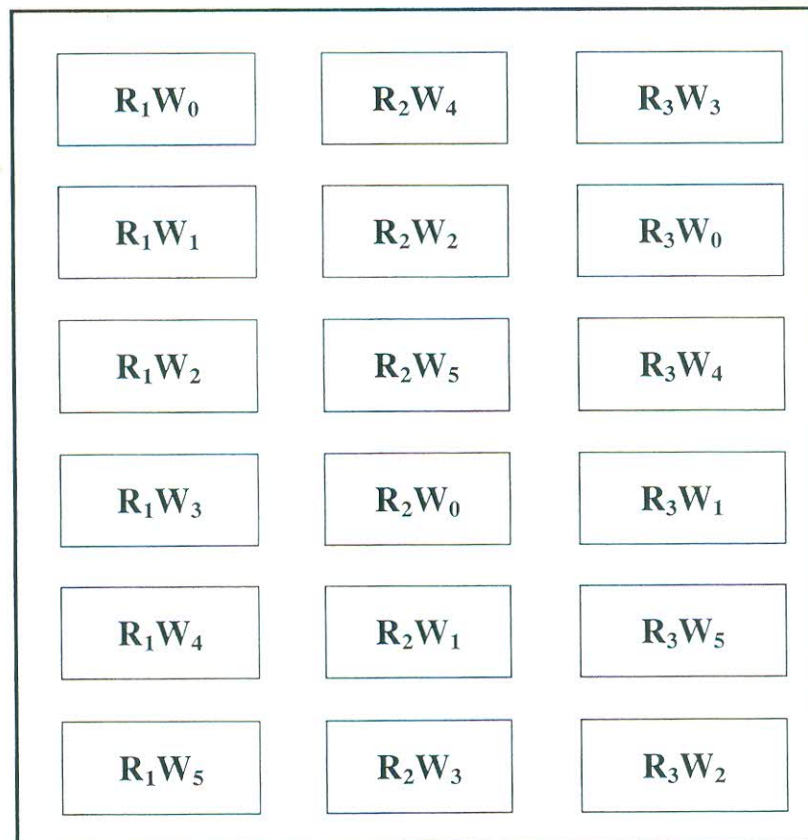 R₁W₀ R₂W₄ R₃W₃
R₁W₁ R₂W₂ R₃W₀
R₁W₂ R₂W₅ R₃W₄
R₁W₃ R₂W₀ R₃W₁
R₁W₄ R₂W₁ R₃W₅
R₁W₅ R₂W₃ R₃W₂